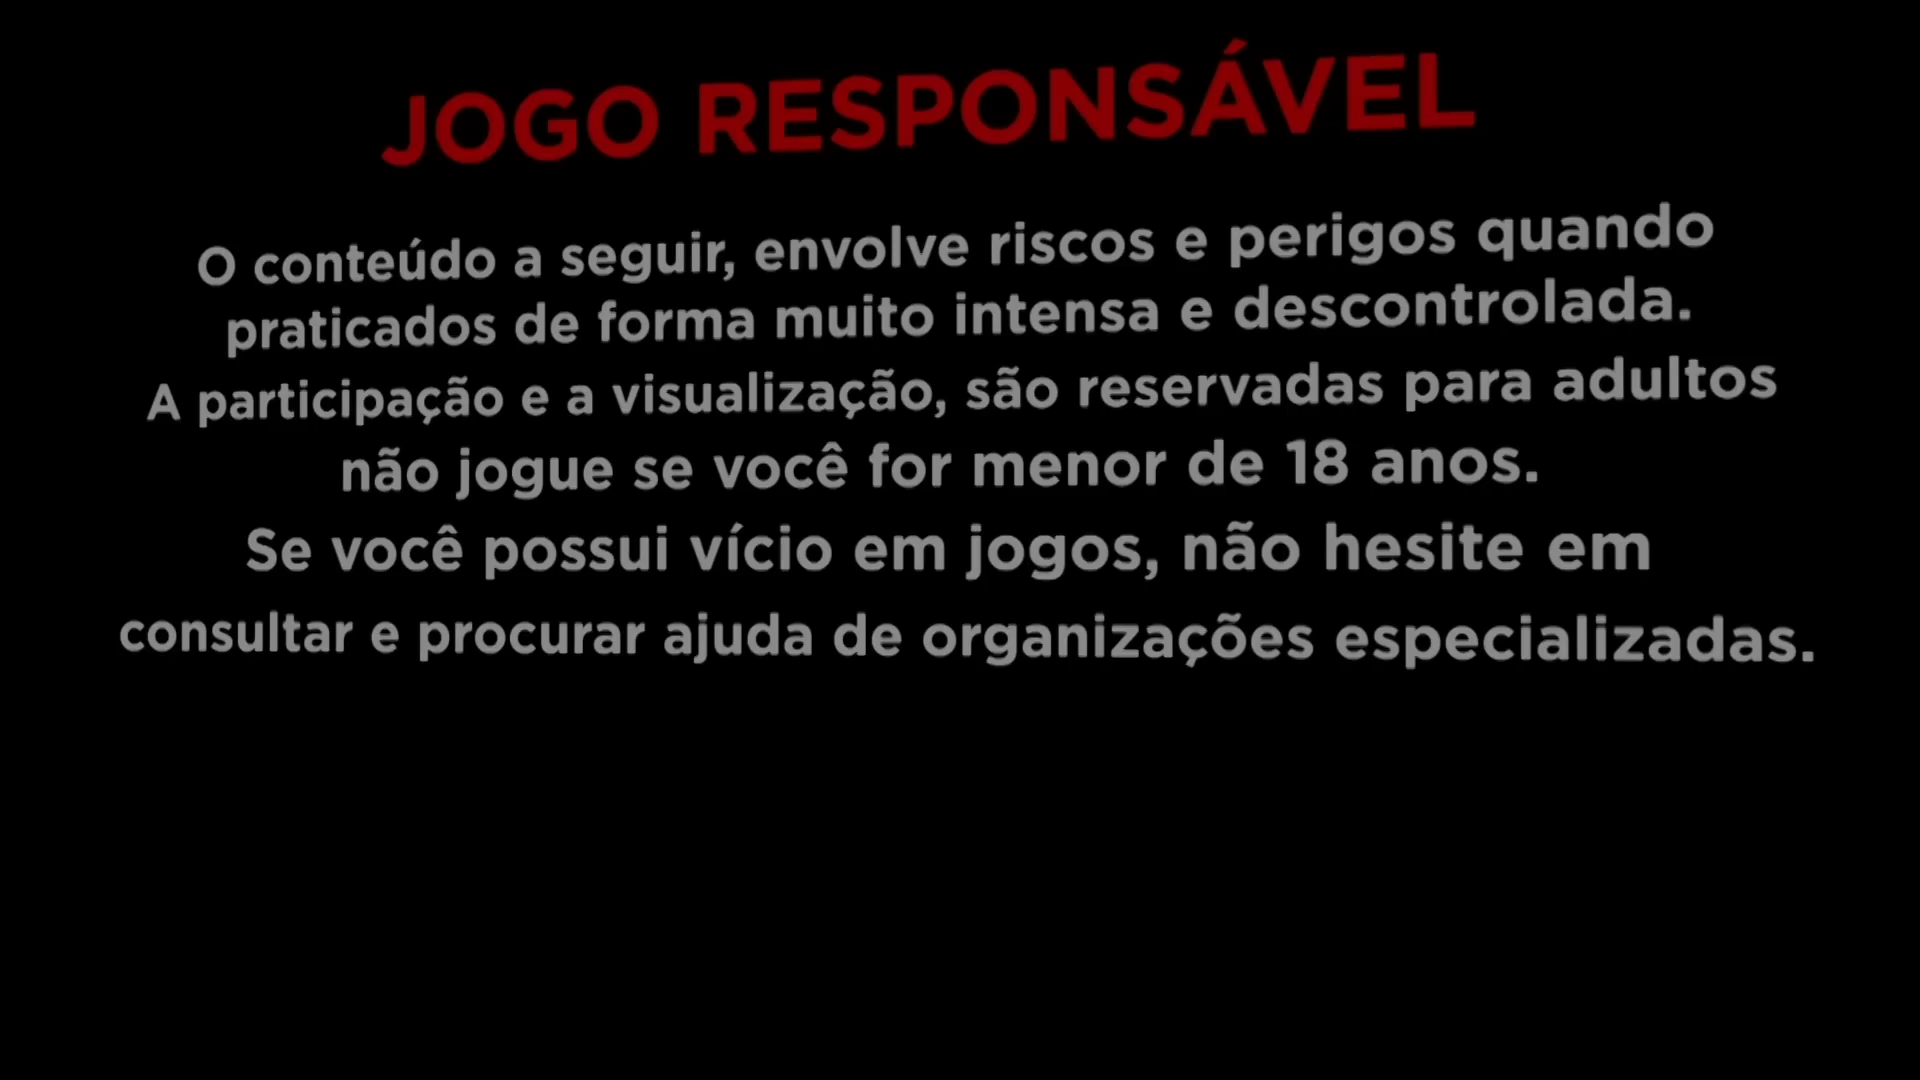 JOGO RESPONSÁVEL
O conteúdo a seguir, envolve riscos e perigos quando
praticados de forma muito intensa e descontrolada.
A participação e a visualização, são reservadas para adultos
não jogue se você for menor de 18 anos.
Se você possui vício em jogos, não hesite em
consultar e procurar ajuda de organizações especializadas.